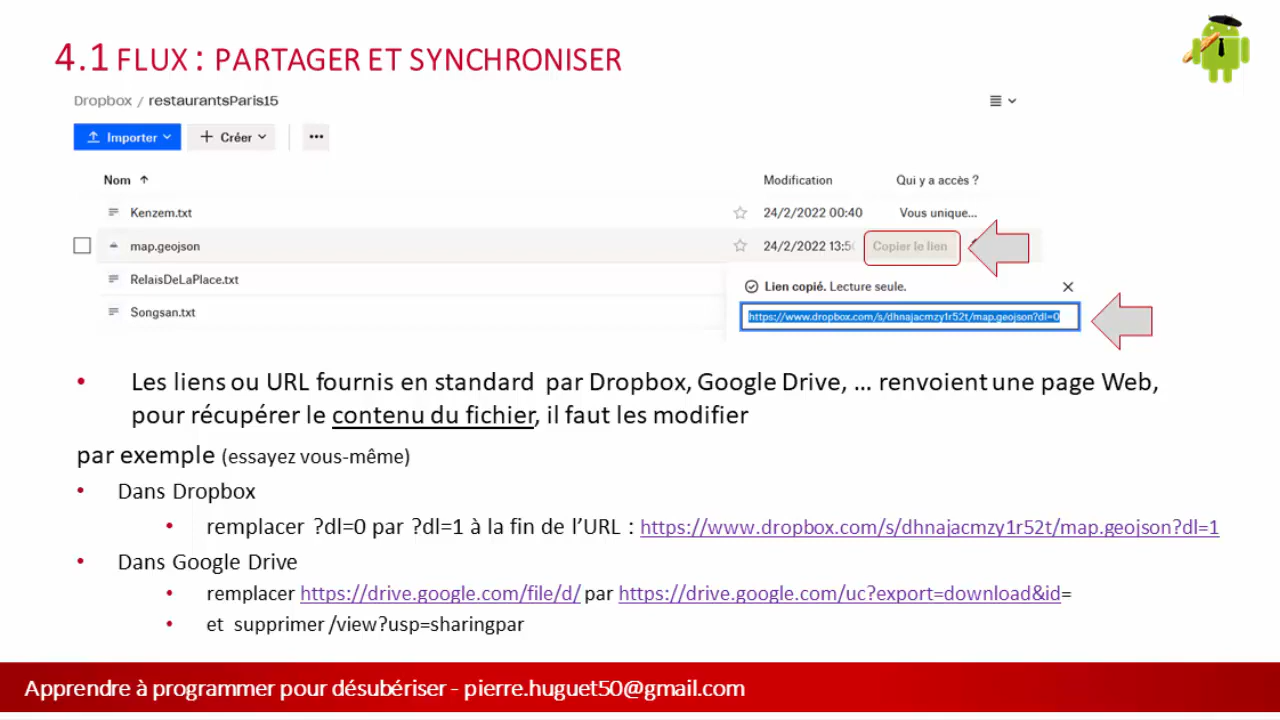 4.1 FLUX : PARTAGER ET SYNCHRONISER
Dropbox / restaurantsParis15
Importer + Créer ...
Nom Modification Qui y a accès ?
Kenzem.txt 24/2/2022 00:40 Vous unique...
map.geojson 24/2/2022 13:5 Copier le lien
RelaisDeLaPlace.txt
Lien copié. Lecture seule.
Songsan.txt
https://www.dropbox.com/s/dhnajacmzy1r52t/map.geojson?dl=0
• Les liens ou URL fournis en standard par Dropbox, Google Drive, ... renvoient une page Web,
pour récupérer le contenu du fichier, il faut les modifier
par exemple (essayez vous-même)
• Dans Dropbox
• remplacer ?dl=0 par ?dl=1 à la fin de l'URL : https://www.dropbox.com/s/dhnajacmzy1r52t/map.geojson?dl=1
• Dans Google Drive
• remplacer https://drive.google.com/file/d/ par https://drive.google.com/uc?export=download&id=
• et supprimer /view?usp=sharingpar
Apprendre à programmer pour désubériser - pierre.huguet50@gmail.com